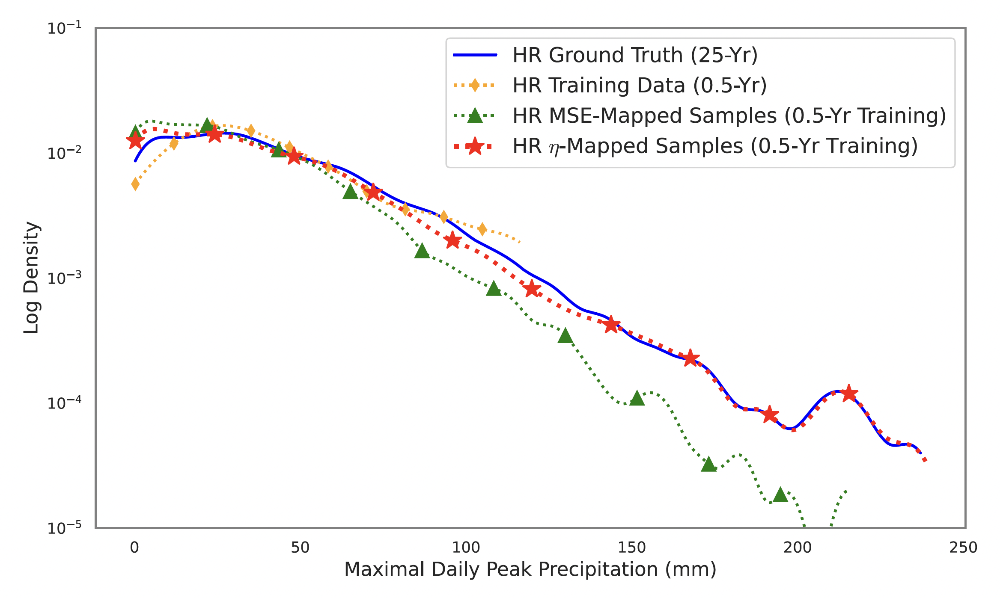 10⁻¹
10⁻²
10⁻³
10⁻⁴
10⁻⁵
Log Density
HR Ground Truth (25-Yr)
HR Training Data (0.5-Yr)
HR MSE-Mapped Samples (0.5-Yr Training)
HR η-Mapped Samples (0.5-Yr Training)
0 50 100 150 200 250
Maximal Daily Peak Precipitation (mm)